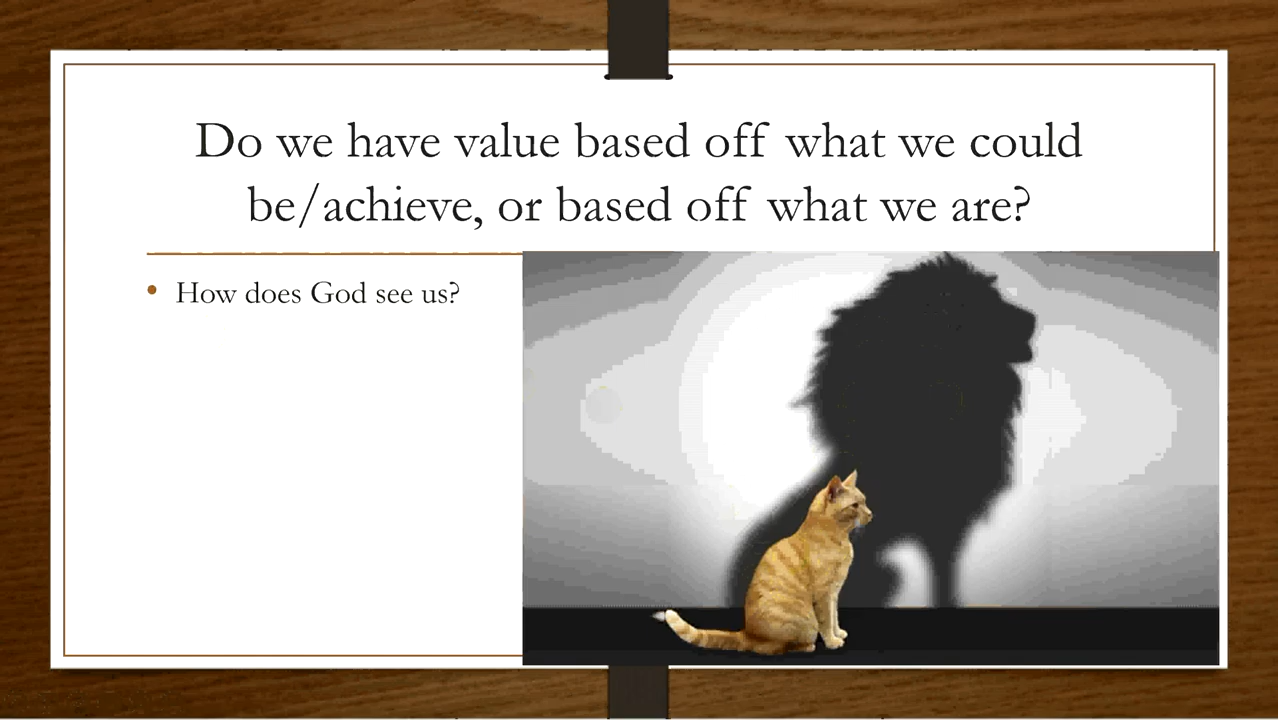 Do we have value based off what we could
be/achieve, or based off what we are?
• How does God see us?